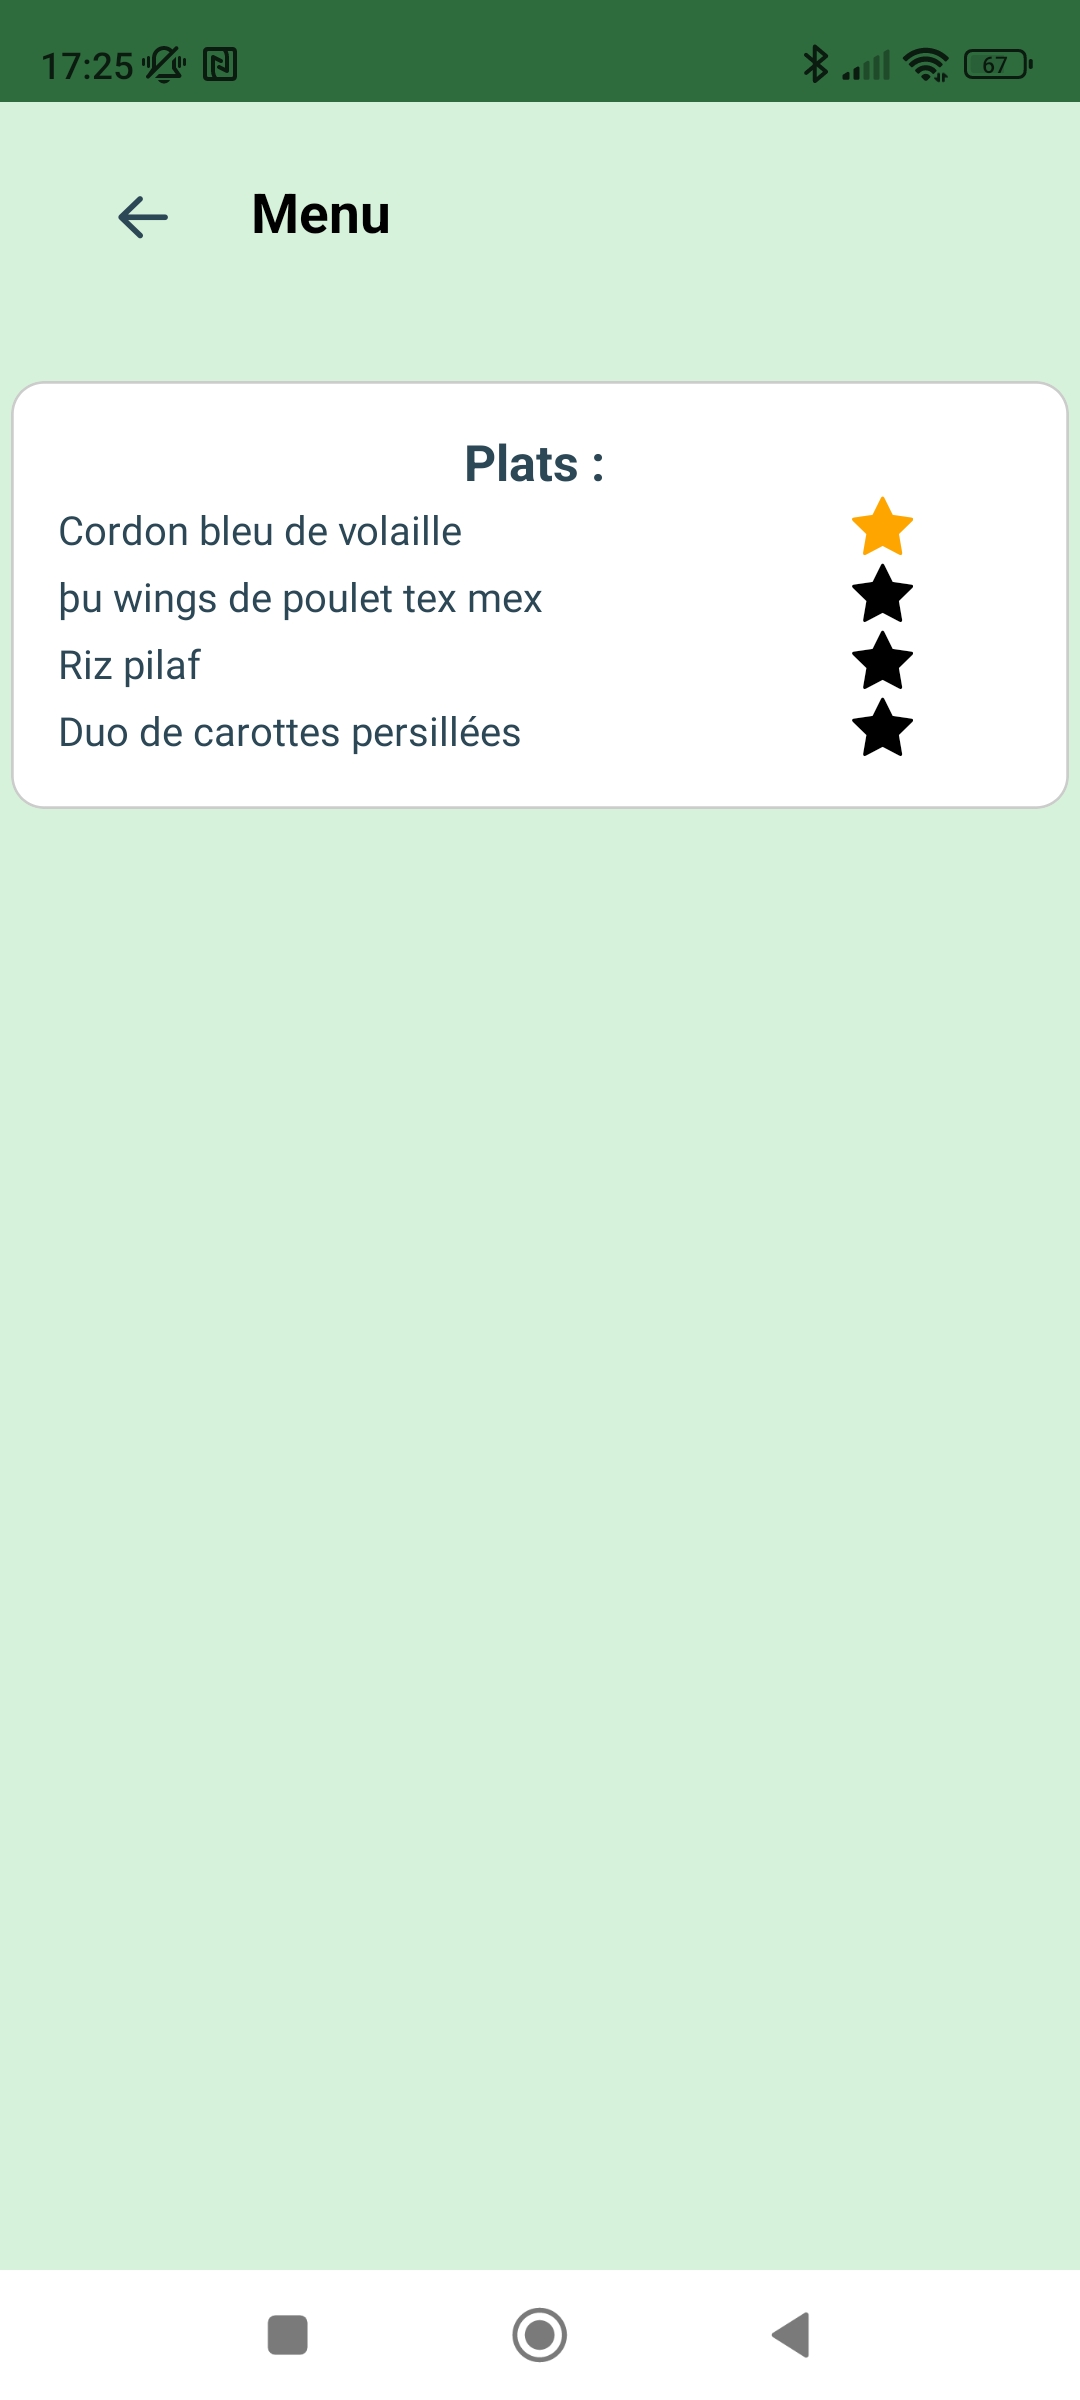 17:25
67
Menu
Plats :
Cordon bleu de volaille
þu wings de poulet tex mex
Riz pilaf
Duo de carottes persillées